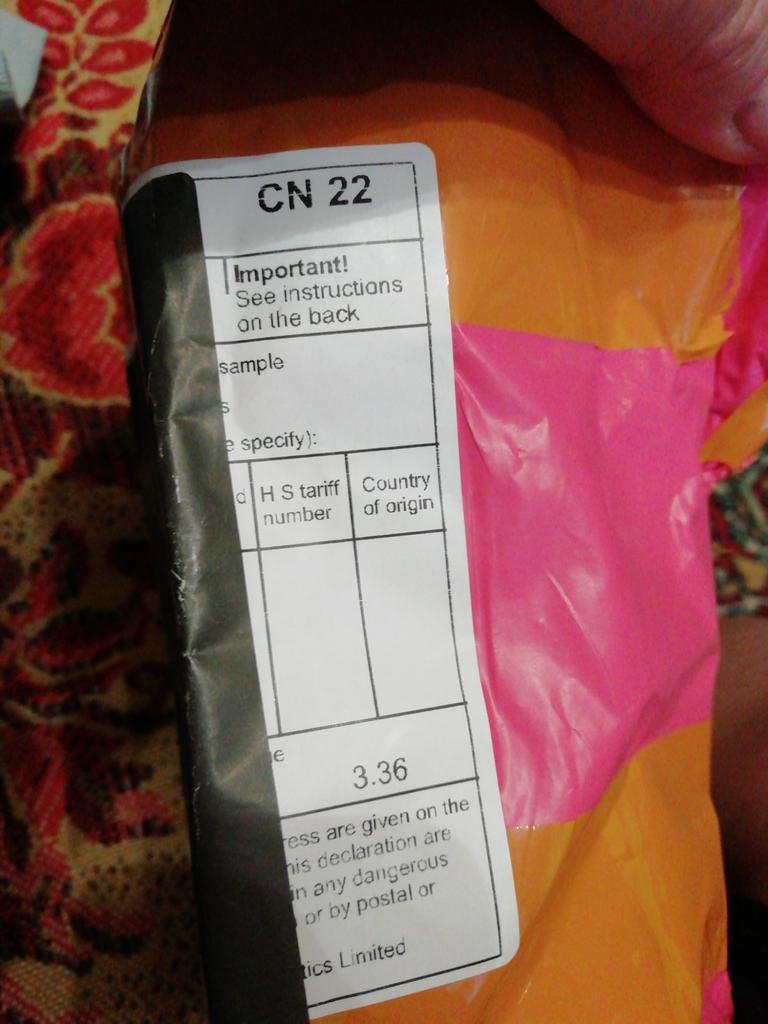 CN 22
Important!
See instructions
on the back
sample
s
e specify):
d
H S tariff
number
Country
of origin
e
3.36
ress are given on the
his declaration are
in any dangerous
or by postal or
tics Limited